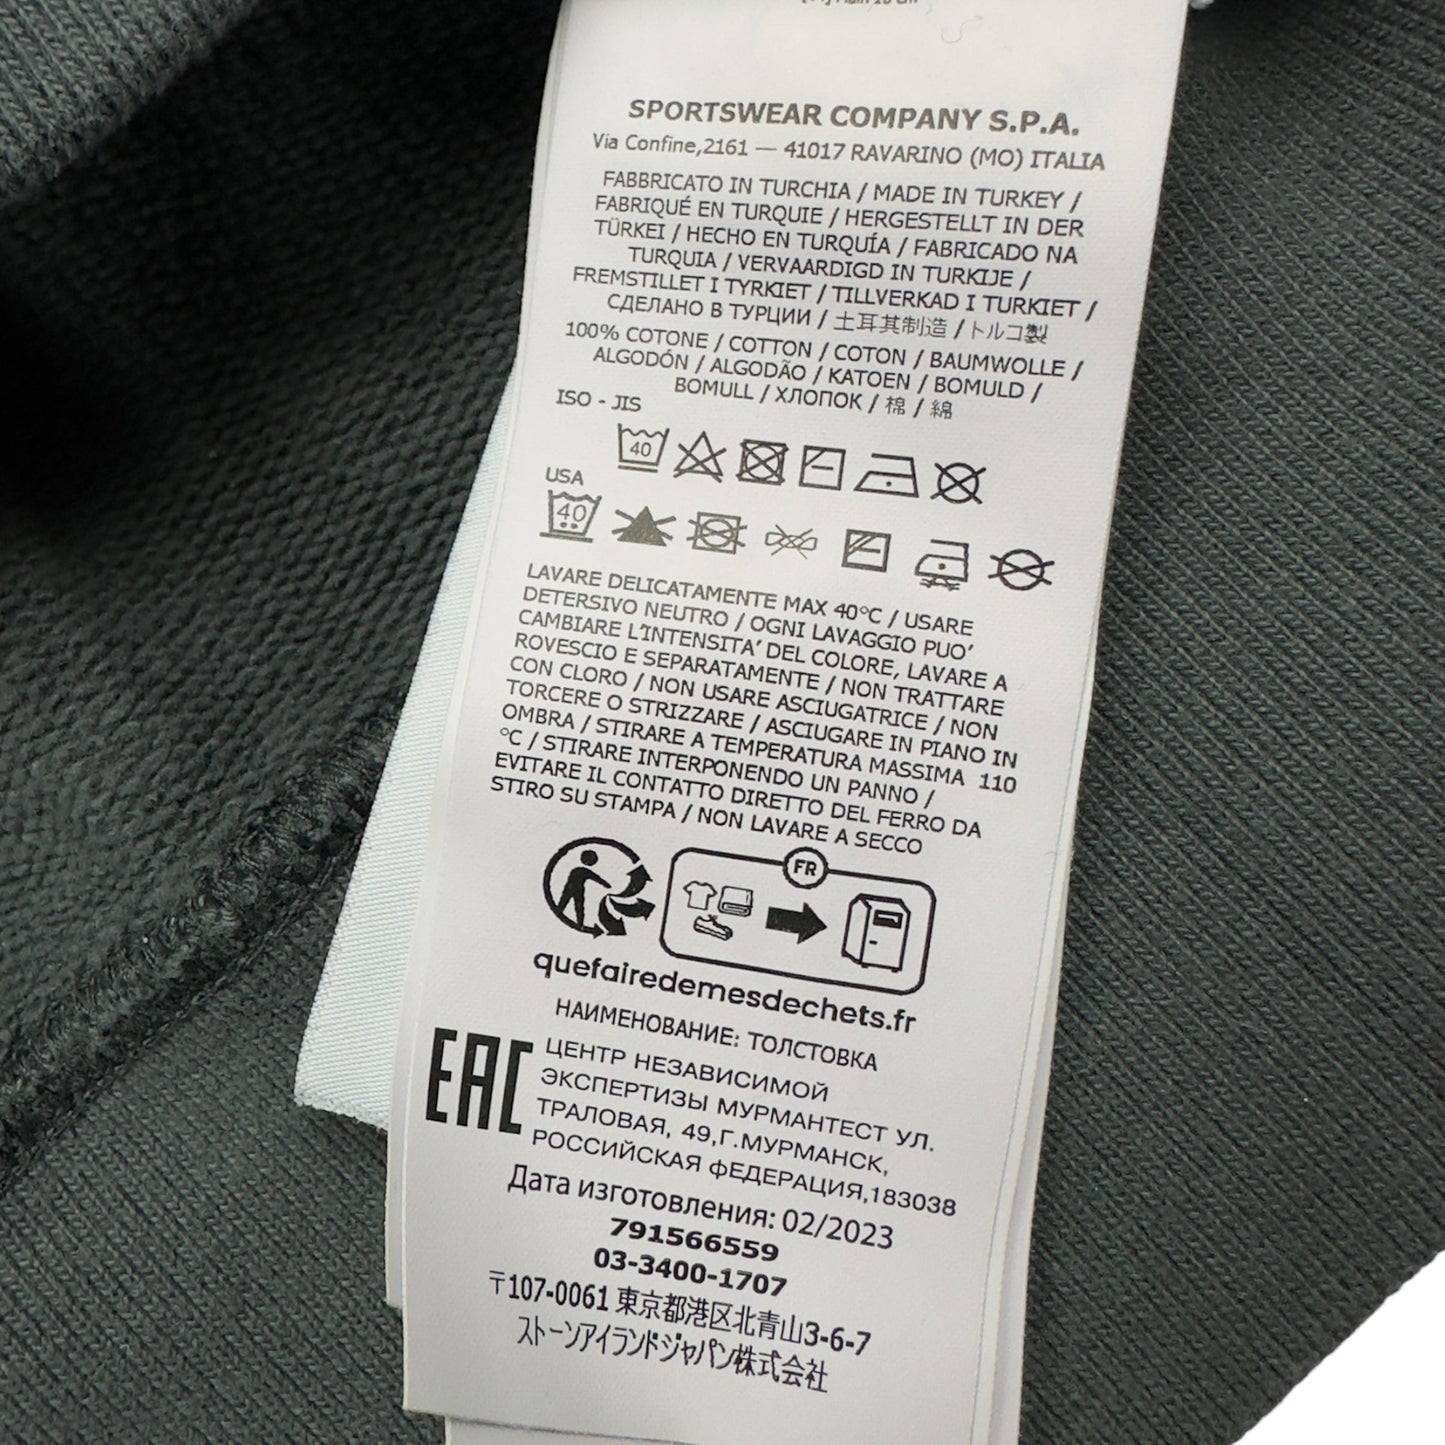 SPORTSWEAR COMPANY S.P.A.
Via Confine,2161 — 41017 RAVARINO (MO) ITALIA
FABBRICATO IN TURCHIA / MADE IN TURKEY /
FABRIQUÉ EN TURQUIE / HERGESTELLT IN DER
TÜRKEI / HECHO EN TURQUÍA / FABRICADO NA
TURQUIA / VERVAARDIGD IN TURKIJE /
FREMSTILLET I TYRKIET / TILLVERKAD I TURKIET /
СДЕЛАНО В ТУРЦИИ / 土耳其制造 / トルコ製
100% COTONE / COTTON / COTON / BAUMWOLLE /
ALGODÓN / ALGODÃO / KATOEN / BOMULD /
BOMULL / ХЛОПОК / 棉 / 綿
ISO - JIS
40
USA
40
LAVARE DELICATAMENTE MAX 40°C / USARE
DETERSIVO NEUTRO / OGNI LAVAGGIO PUO'
CAMBIARE L'INTENSITA' DEL COLORE, LAVARE A
ROVESCIO E SEPARATAMENTE / NON TRATTARE
CON CLORO / NON USARE ASCIUGATRICE / NON
TORCERE O STRIZZARE / ASCIUGARE IN PIANO IN
OMBRA / STIRARE A TEMPERATURA MASSIMA 110
°C / STIRARE INTERPONENDO UN PANNO /
EVITARE IL CONTATTO DIRETTO DEL FERRO DA
STIRO SU STAMPA / NON LAVARE A SECCO
FR
quefairedemesdechets.fr
НАИМЕНОВАНИЕ: ТОЛСТОВКА
EAC
ЦЕНТР НЕЗАВИСИМОЙ
ЭКСПЕРТИЗЫ МУРМАНТЕСТ УЛ.
ТРАЛОВАЯ, 49,Г.МУРМАНСК,
РОССИЙСКАЯ ФЕДЕРАЦИЯ,183038
Дата изготовления: 02/2023
791566559
03-3400-1707
〒107-0061 東京都港区北青山3-6-7
ストーンアイランドジャパン株式会社